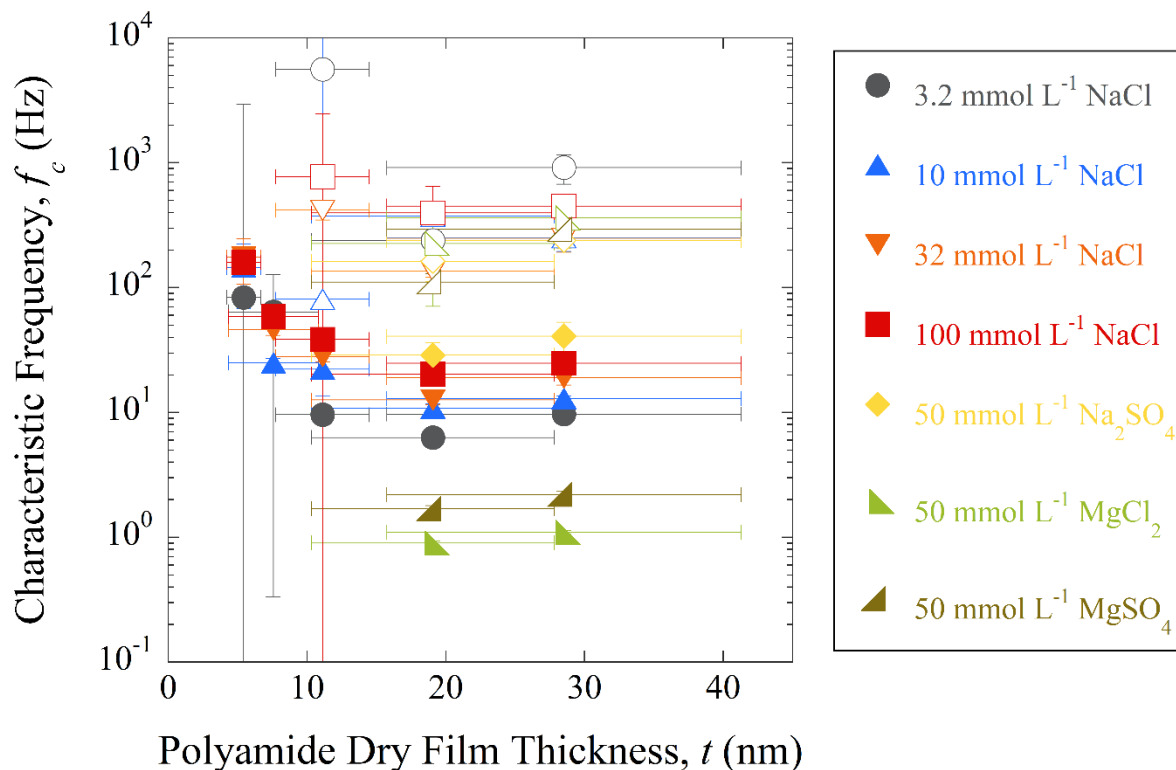 Characteristic Frequency, f_c (Hz)
10^4
10^3
10^2
10^1
10^0
10^-1
0 10 20 30 40
Polyamide Dry Film Thickness, t (nm)
3.2 mmol L^-1 NaCl
10 mmol L^-1 NaCl
32 mmol L^-1 NaCl
100 mmol L^-1 NaCl
50 mmol L^-1 Na_2SO_4
50 mmol L^-1 MgCl_2
50 mmol L^-1 MgSO_4